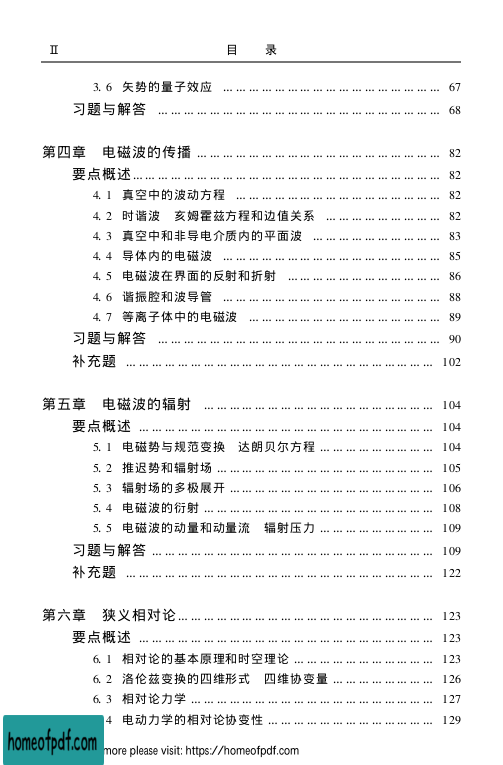 Ⅱ 目 录
3. 6 矢势的量子效应 …………………………………………… 67
习题与解答 …………………………………………………… 68
第四章 电磁波的传播 …………………………………………… 82
要点概述…………………………………………………………… 82
4. 1 真空中的波动方程 ………………………………………… 82
4. 2 时谐波 亥姆霍兹方程和边值关系 ……………………… 82
4. 3 真空中和非导电介质内的平面波 ………………………… 83
4. 4 导体内的电磁波 …………………………………………… 85
4. 5 电磁波在界面的反射和折射 ……………………………… 86
4. 6 谐振腔和波导管 …………………………………………… 88
4. 7 等离子体中的电磁波 ……………………………………… 89
习题与解答 …………………………………………………… 90
补充题 ………………………………………………………… 102
第五章 电磁波的辐射 ………………………………………… 104
要点概述 ……………………………………………………… 104
5. 1 电磁势与规范变换 达朗贝尔方程 ……………………… 104
5. 2 推迟势和辐射场 …………………………………………… 105
5. 3 辐射场的多极展开 ………………………………………… 106
5. 4 电磁波的衍射 ……………………………………………… 108
5. 5 电磁波的动量和动量流 辐射压力 ……………………… 109
习题与解答 …………………………………………………… 109
补充题 ………………………………………………………… 122
第六章 狭义相对论……………………………………………… 123
要点概述 ……………………………………………………… 123
6. 1 相对论的基本原理和时空理论 …………………………… 123
6. 2 洛伦兹变换的四维形式 四维协变量 …………………… 126
6. 3 相对论力学 ………………………………………………… 127
4 电动力学的相对论协变性 ………………………………… 129
homeofpdf.com
more please visit: https://homeofpdf.com